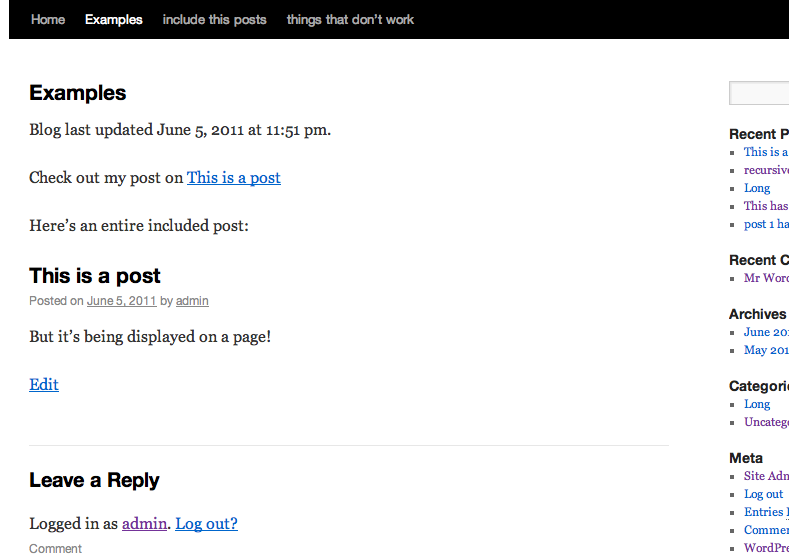 Home Examples include this posts things that don't work
Examples
Blog last updated June 5, 2011 at 11:51 pm.
Check out my post on This is a post
Here's an entire included post:
This is a post
Posted on June 5, 2011 by admin
But it's being displayed on a page!
Edit
Leave a Reply
Logged in as admin. Log out?
Comment
Recent P
This is a
recursive
Long
This has
post 1 ha
Recent C
Mr Word
Archives
June 201
May 201
Categori
Long
Uncateg
Meta
Site Adm
Log out
Entries
Commen
WordPre